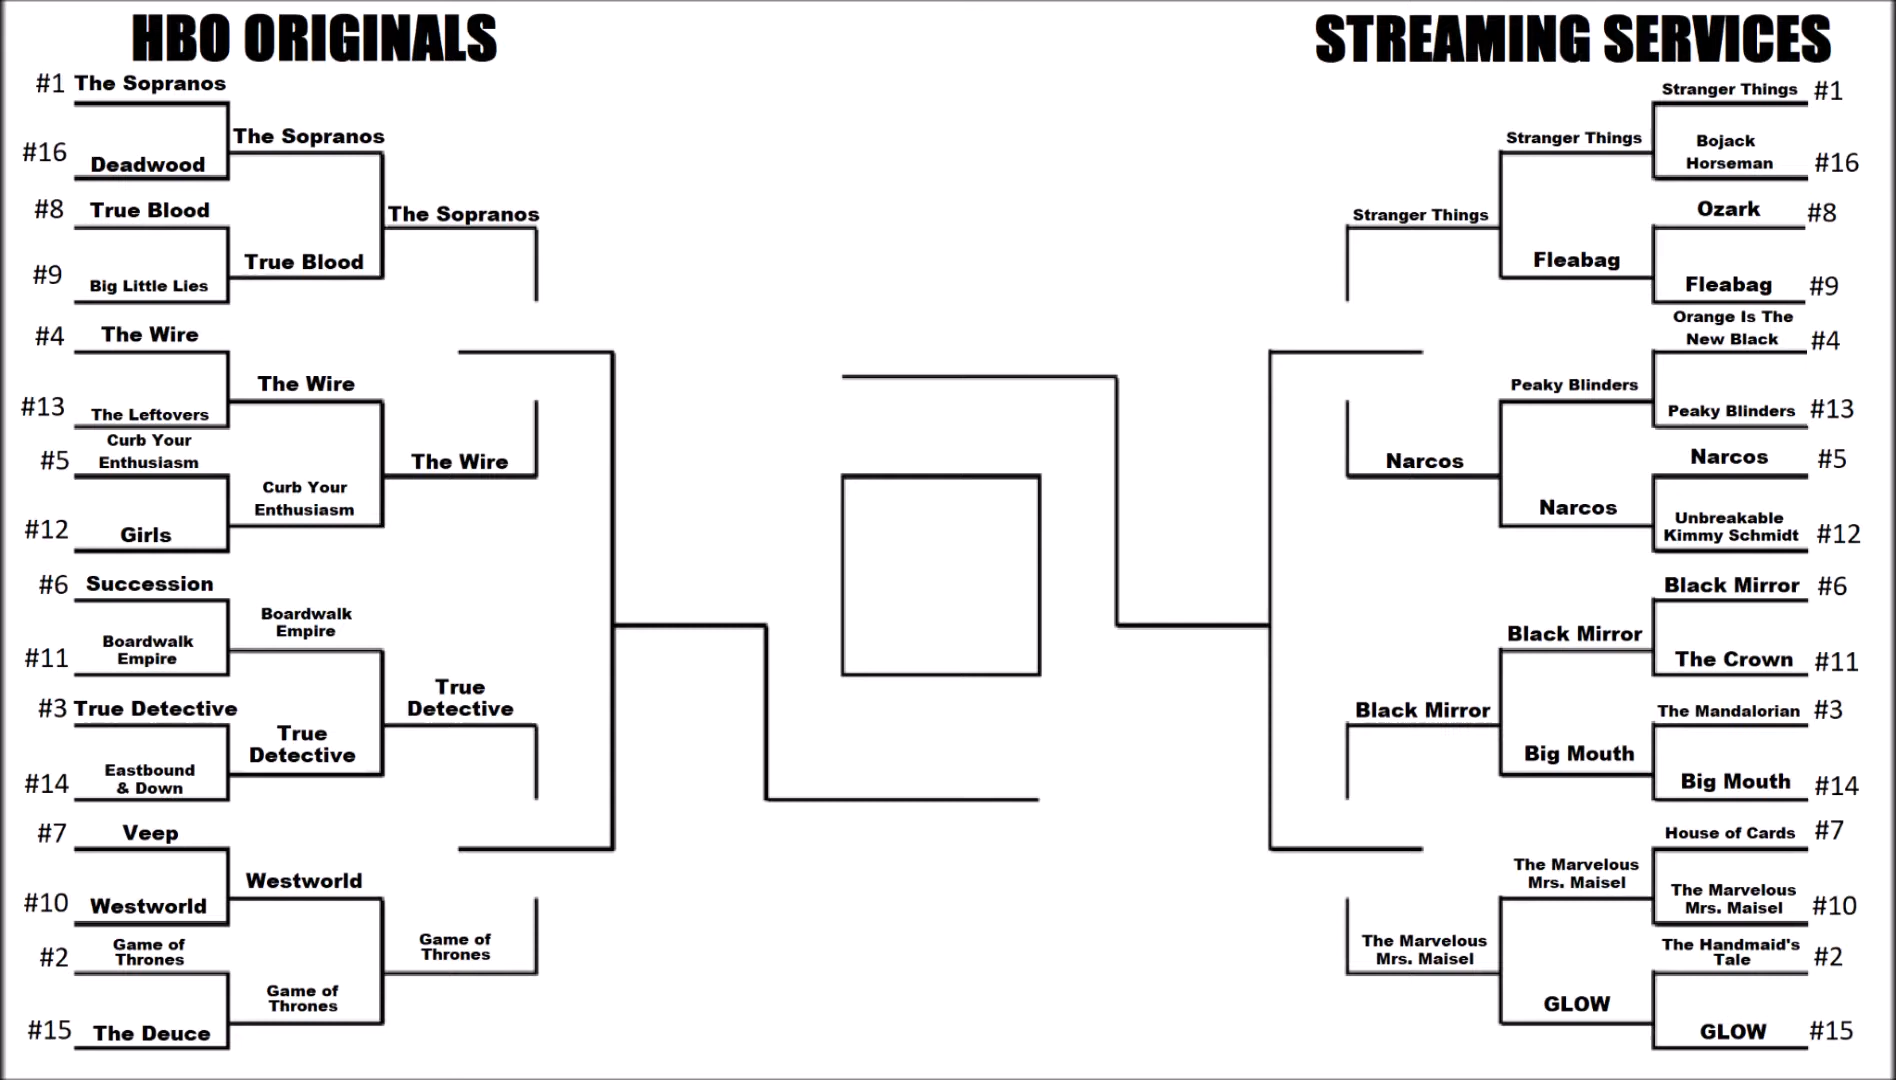 HBO ORIGINALS
#1 The Sopranos
#16 Deadwood
The Sopranos
#8 True Blood
#9 Big Little Lies
True Blood
The Sopranos
#4 The Wire
#13 The Leftovers
The Wire
#5 Curb Your
Enthusiasm
#12 Girls
Curb Your
Enthusiasm
The Wire
#6 Succession
#11 Boardwalk
Empire
Boardwalk
Empire
#3 True Detective
#14 Eastbound
& Down
True
Detective
True
Detective
#7 Veep
#10 Westworld
Westworld
#2 Game of
Thrones
#15 The Deuce
Game of
Thrones
Game of
Thrones
STREAMING SERVICES
Stranger Things #1
Bojack
Horseman #16
Stranger Things
Ozark #8
Fleabag #9
Fleabag
Stranger Things
Orange Is The
New Black #4
Peaky Blinders #13
Peaky Blinders
Narcos #5
Unbreakable
Kimmy Schmidt #12
Narcos
Narcos
Black Mirror #6
The Crown #11
Black Mirror
The Mandalorian #3
Big Mouth #14
Big Mouth
Black Mirror
House of Cards #7
The Marvelous
Mrs. Maisel #10
The Marvelous
Mrs. Maisel
The Handmaid's
Tale #2
GLOW #15
GLOW
The Marvelous
Mrs. Maisel